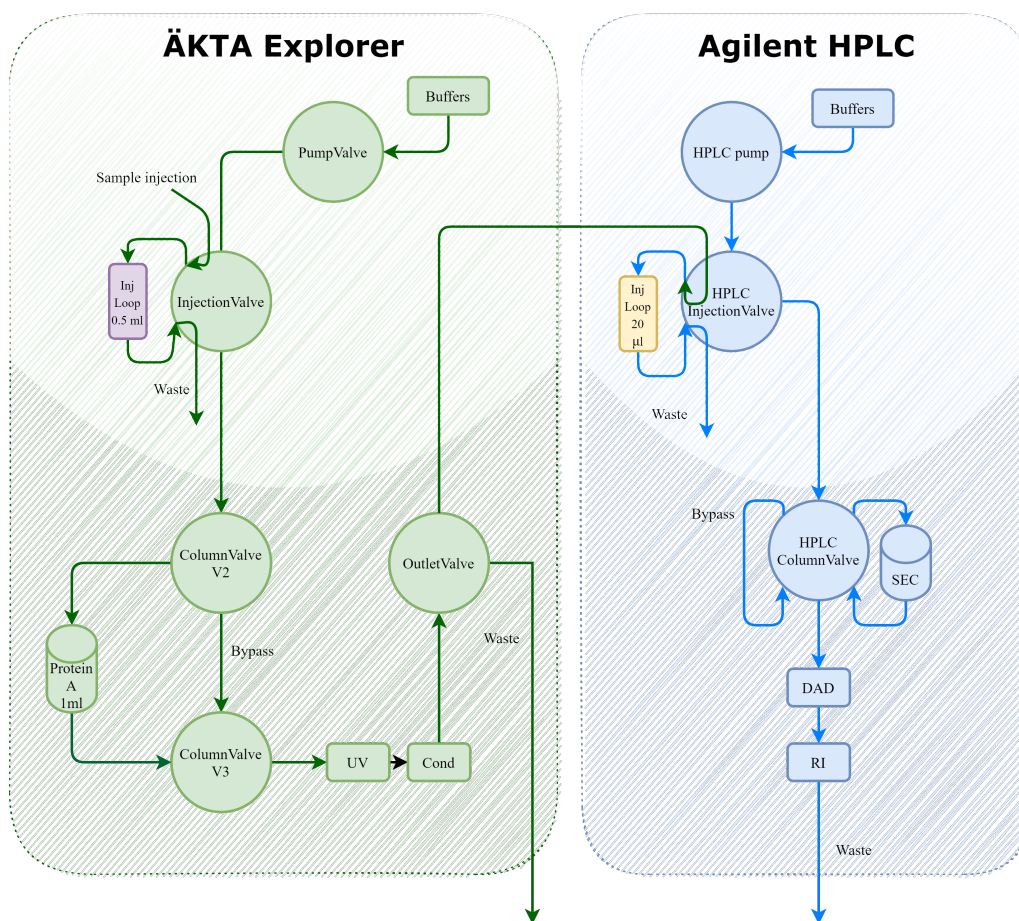 ÄKTA Explorer
Buffers
PumpValve
Sample injection
Inj
Loop
0.5 ml
InjectionValve
Waste
ColumnValve
V2
OutletValve
Bypass
Waste
Protein
A
1ml
ColumnValve
V3
UV
Cond
Agilent HPLC
Buffers
HPLC pump
Inj
Loop
20
µl
HPLC
InjectionValve
Waste
Bypass
HPLC
ColumnValve
SEC
DAD
RI
Waste